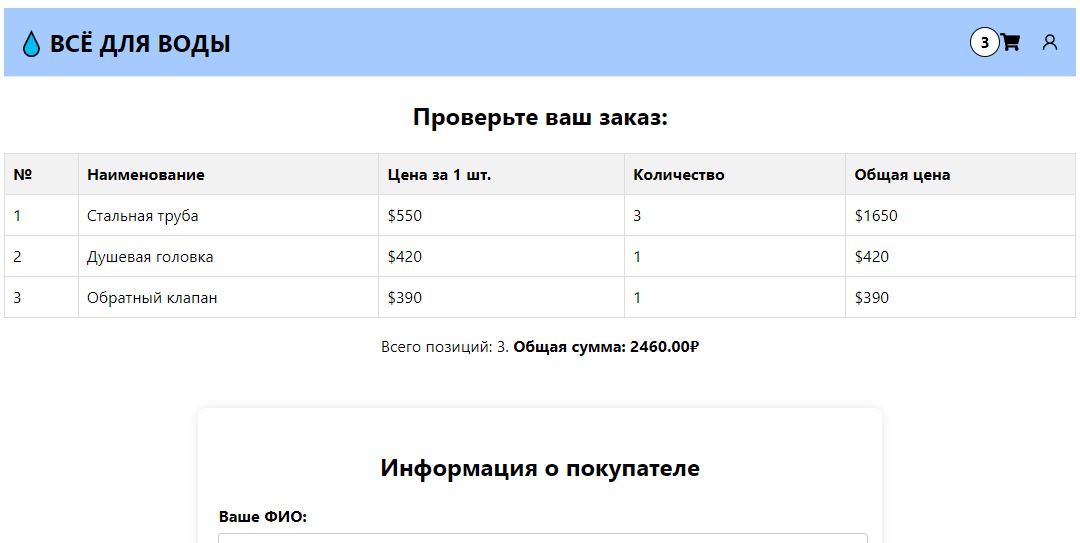 ВСЁ ДЛЯ ВОДЫ
3
Проверьте ваш заказ:
№ Наименование Цена за 1 шт. Количество Общая цена
1 Стальная труба $550 3 $1650
2 Душевая головка $420 1 $420
3 Обратный клапан $390 1 $390
Всего позиций: 3. Общая сумма: 2460.00₽
Информация о покупателе
Ваше ФИО: